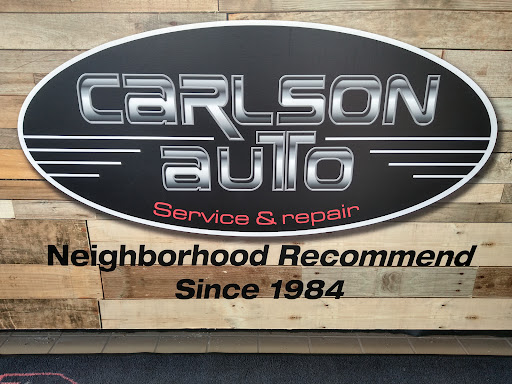 CARLSON
AUTO
Service & repair
Neighborhood Recommend
Since 1984